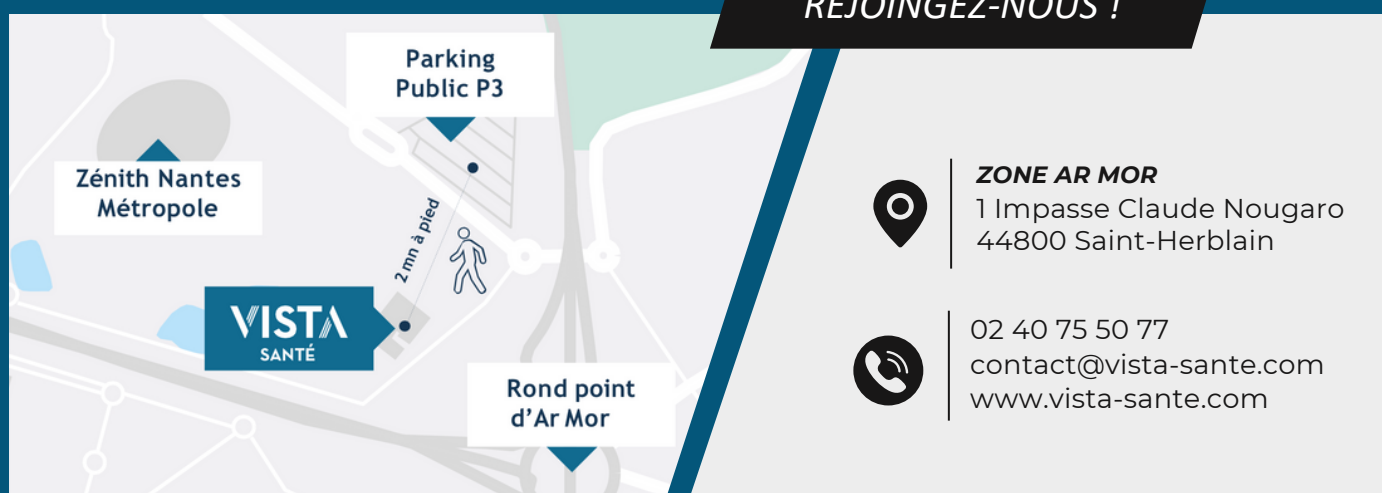 REJOINGEZ-NOUS !
Parking
Public P3
Zénith Nantes
Métropole
2 mn à pied
VISTA
SANTÉ
Rond point
d'Ar Mor
ZONE AR MOR
1 Impasse Claude Nougaro
44800 Saint-Herblain
02 40 75 50 77
contact@vista-sante.com
www.vista-sante.com